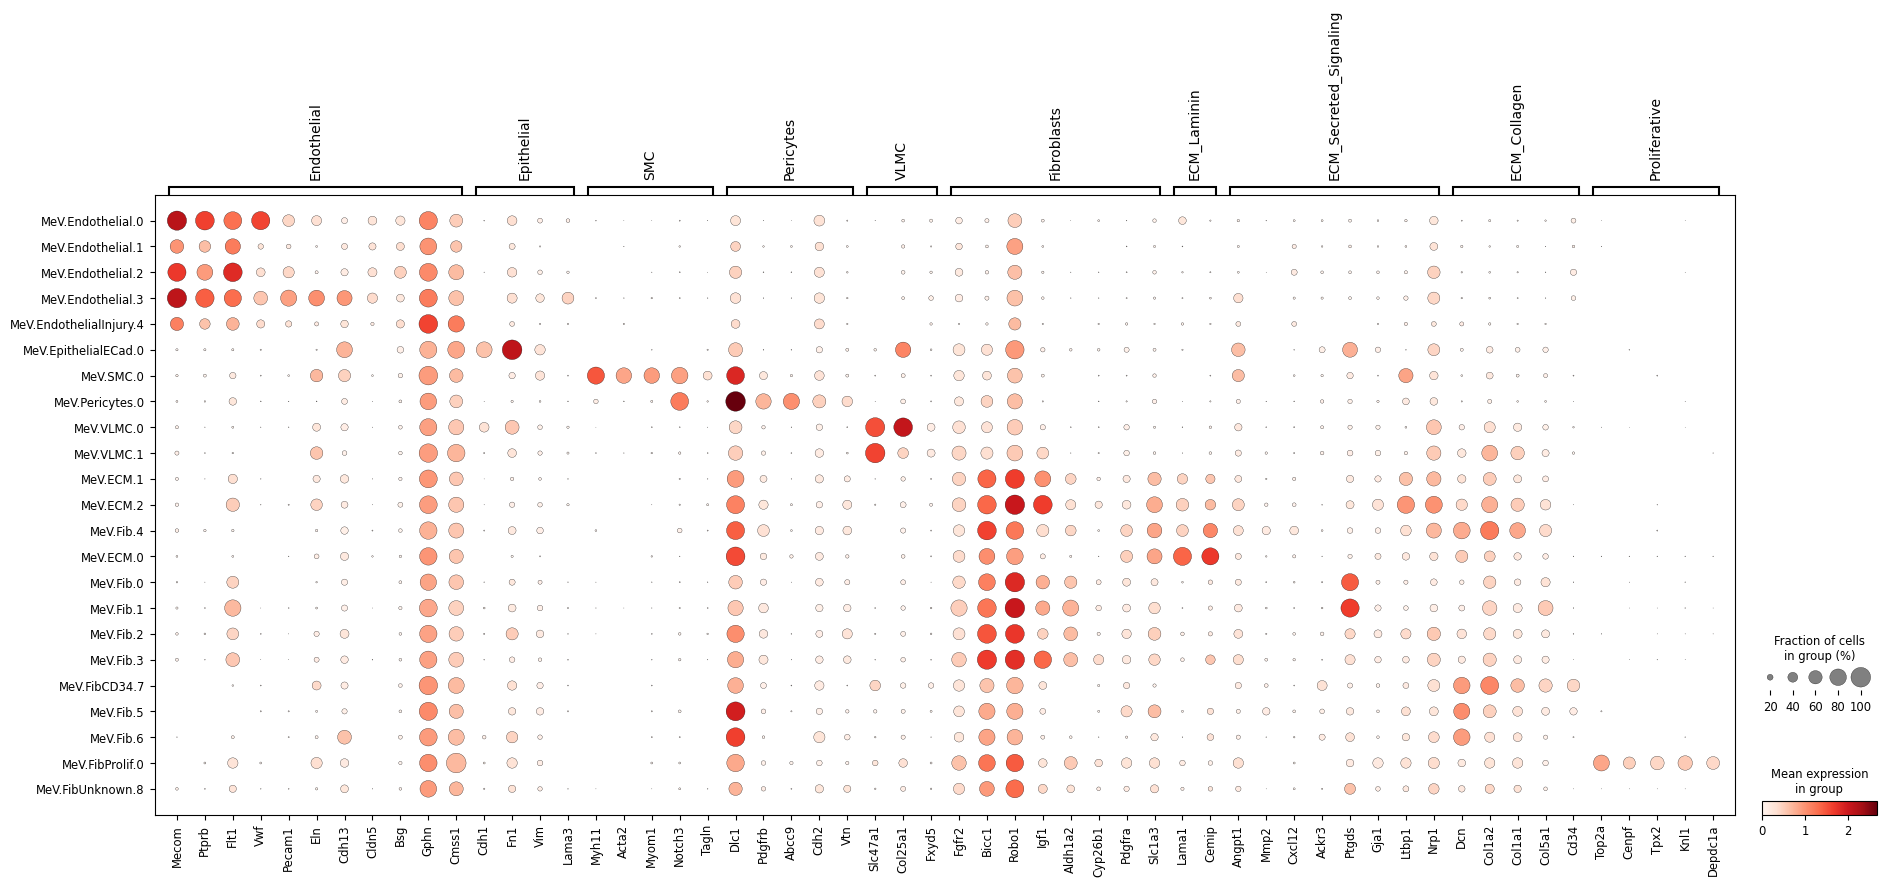 Endothelial
Epithelial
SMC
Pericytes
VLMC
Fibroblasts
ECM_Laminin
ECM_Secreted_Signaling
ECM_Collagen
Proliferative
MeV.Endothelial.0
MeV.Endothelial.1
MeV.Endothelial.2
MeV.Endothelial.3
MeV.EndothelialInjury.4
MeV.EpithelialECad.0
MeV.SMC.0
MeV.Pericytes.0
MeV.VLMC.0
MeV.VLMC.1
MeV.ECM.1
MeV.ECM.2
MeV.Fib.4
MeV.ECM.0
MeV.Fib.0
MeV.Fib.1
MeV.Fib.2
MeV.Fib.3
MeV.FibCD34.7
MeV.Fib.5
MeV.Fib.6
MeV.FibProlif.0
MeV.FibUnknown.8
Mecom
Ptprb
Flt1
Vwf
Pecam1
Eln
Cdh13
Cldn5
Bsg
Gphn
Cmss1
Cdh1
Fn1
Vim
Lama3
Myh11
Acta2
Myom1
Notch3
Tagln
Dlc1
Pdgfrb
Abcc9
Cdh2
Vtn
Slc47a1
Col25a1
Fxyd5
Fgfr2
Bicc1
Robo1
Igf1
Aldh1a2
Cyp26b1
Pdgfra
Slc1a3
Lama1
Cemip
Angpt1
Mmp2
Cxcl12
Ackr3
Ptgds
Gja1
Ltbp1
Nrp1
Dcn
Col1a2
Col1a1
Col5a1
Cd34
Top2a
Cenpf
Tpx2
Knl1
Depdc1a
Fraction of cells
in group (%)
20 40 60 80 100
Mean expression
in group
0 1 2